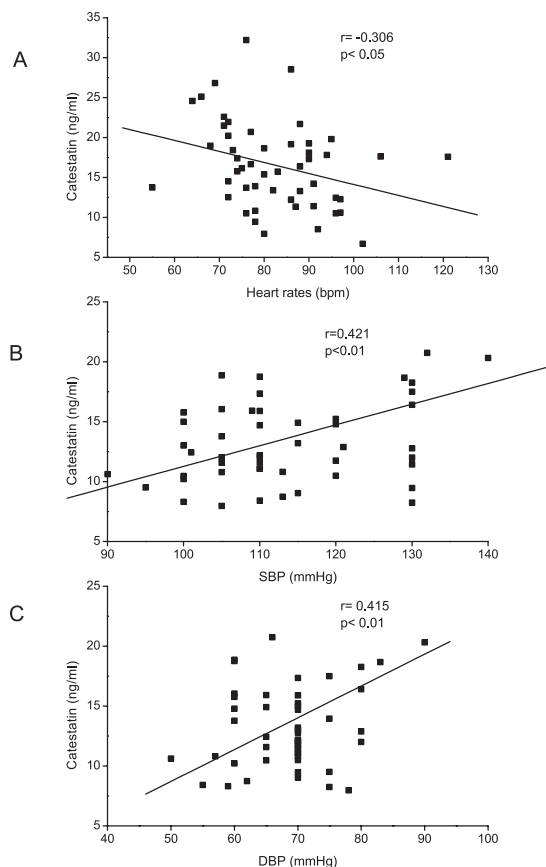 A
35
30
25
20
15
10
5
Catestatin (ng/ml)
r= -0.306
p< 0.05
50 60 70 80 90 100 110 120 130
Heart rates (bpm)
B
25
20
15
10
5
Catestatin (ng/ml)
r=0.421
p<0.01
90 100 110 120 130 140
SBP (mmHg)
C
25
20
15
10
5
Catestatin (ng/ml)
r= 0.415
p< 0.01
40 50 60 70 80 90 100
DBP (mmHg)